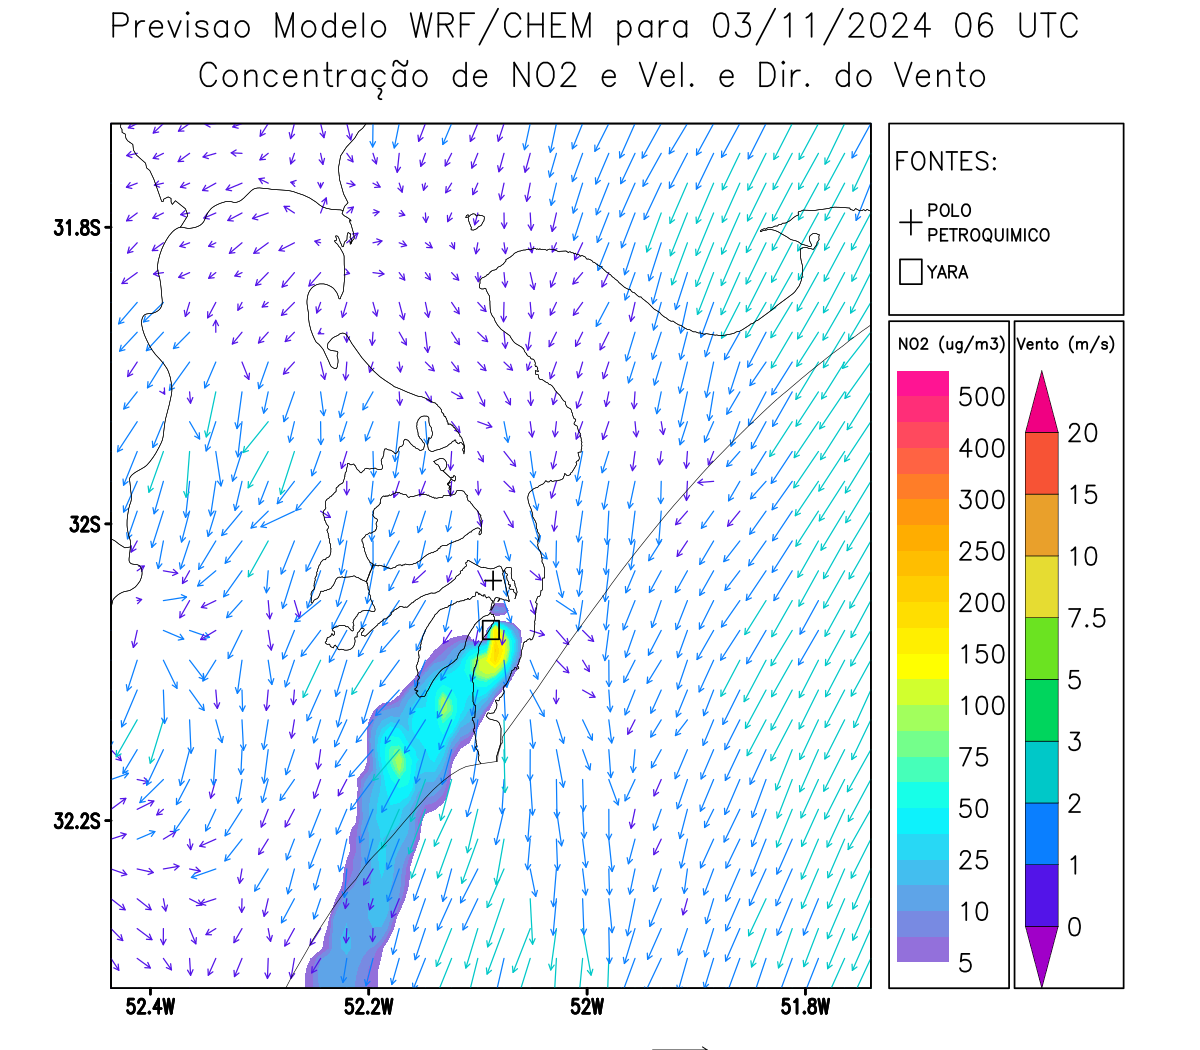 Previsao Modelo WRF/CHEM para 03/11/2024 06 UTC
Concentração de NO2 e Vel. e Dir. do Vento
FONTES:
POLO
PETROQUIMICO
YARA
NO2 (ug/m3)
500
400
300
250
200
150
100
75
50
25
10
5
Vento (m/s)
20
15
10
7.5
5
3
2
1
0
31.8S
32S
32.2S
52.4W
52.2W
52W
51.8W